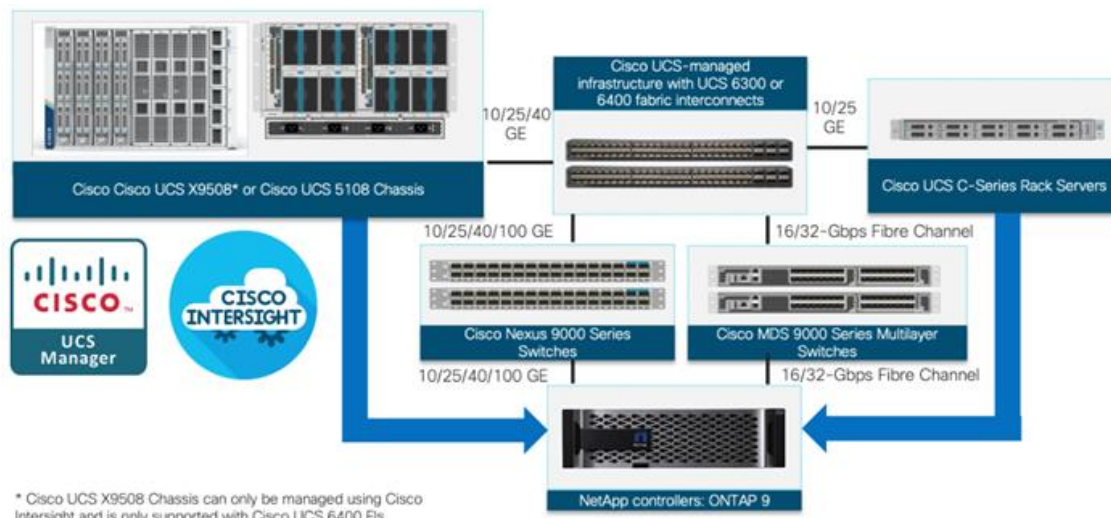 Cisco UCS-managed
infrastructure with UCS 6300 or
6400 fabric interconnects
10/25/40
GE
10/25
GE
Cisco Cisco UCS X9508* or Cisco UCS 5108 Chassis
Cisco UCS C-Series Rack Servers
10/25/40/100 GE
16/32-Gbps Fibre Channel
CISCO
UCS
Manager
CISCO
INTERSIGHT
Cisco Nexus 9000 Series
Switches
Cisco MDS 9000 Series Multilayer
Switches
10/25/40/100 GE
16/32-Gbps Fibre Channel
NetApp controllers: ONTAP 9
* Cisco UCS X9508 Chassis can only be managed using Cisco
Intersight and is only supported with Cisco UCS 6400 FIs